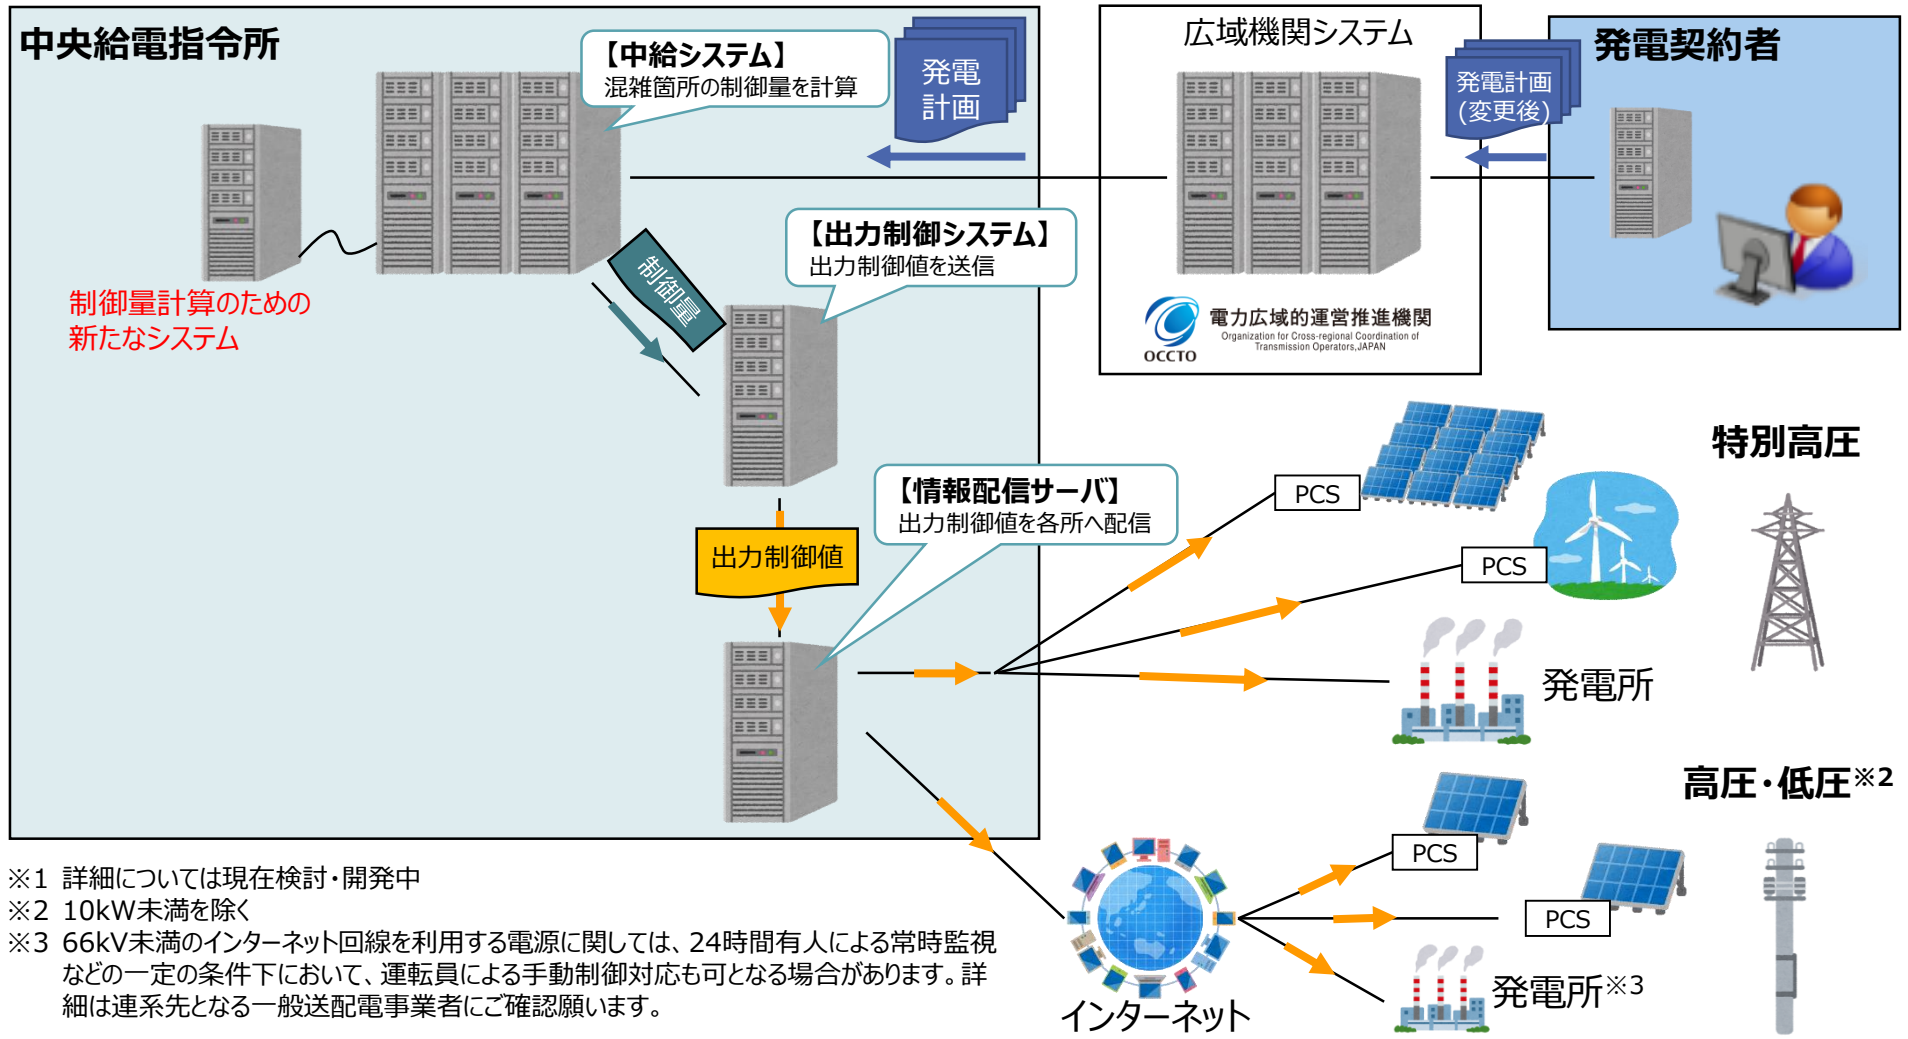 中央給電指令所
【中給システム】
混雑箇所の制御量を計算
発電
計画
広域機関システム
発電計画
(変更後)
発電契約者
制御量計算のための
新たなシステム
制御量
【出力制御システム】
出力制御値を送信
OCCTO
電力広域的運営推進機関
Organization for Cross-regional Coordination of
Transmission Operators,JAPAN
出力制御値
【情報配信サーバ】
出力制御値を各所へ配信
PCS
特別高圧
PCS
発電所
高圧・低圧※2
PCS
PCS
発電所※3
インターネット
※1 詳細については現在検討・開発中
※2 10kW未満を除く
※3 66kV未満のインターネット回線を利用する電源に関しては、24時間有人による常時監視
などの一定の条件下において、運転員による手動制御対応も可となる場合があります。詳
細は連系先となる一般送配電事業者にご確認願います。